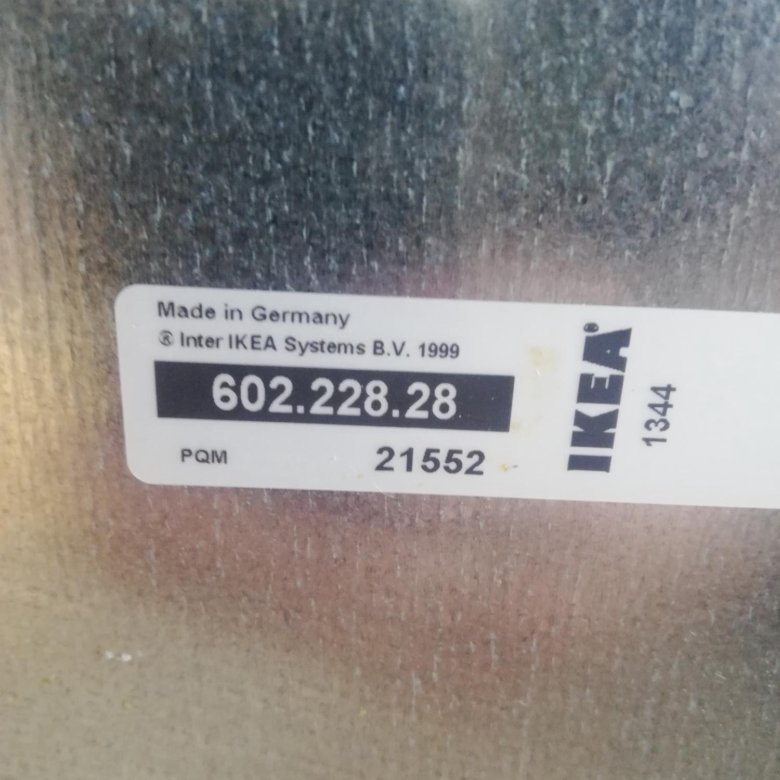 Made in Germany
® Inter IKEA Systems B.V. 1999
602.228.28
PQM 21552
IKEA®
1344